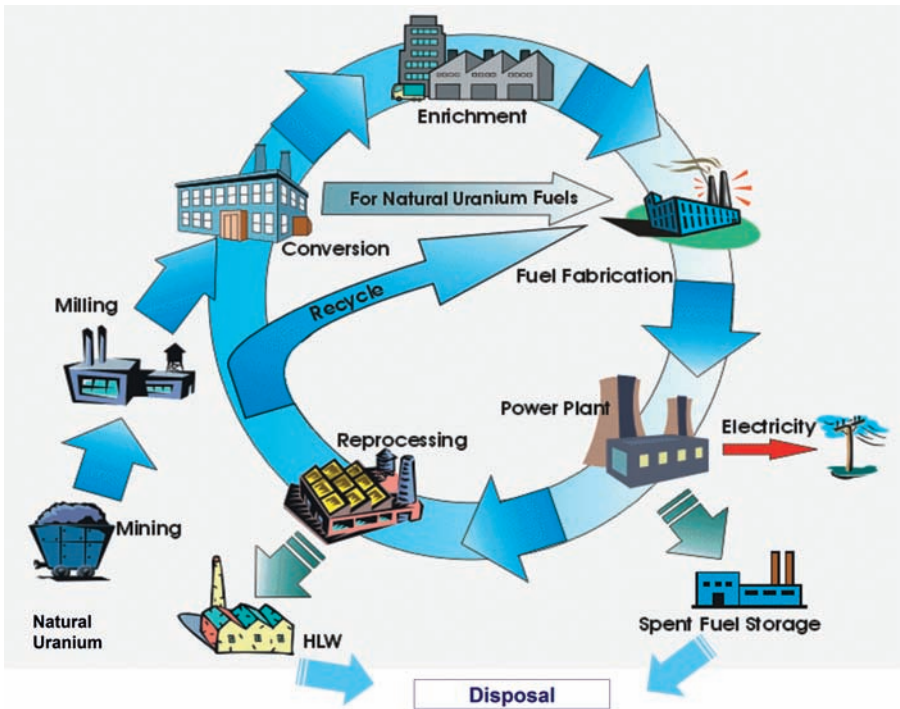 Enrichment
For Natural Uranium Fuels
Conversion
Fuel Fabrication
Recycle
Milling
Power Plant
Electricity
Reprocessing
Mining
Natural
Uranium
HLW
Spent Fuel Storage
Disposal